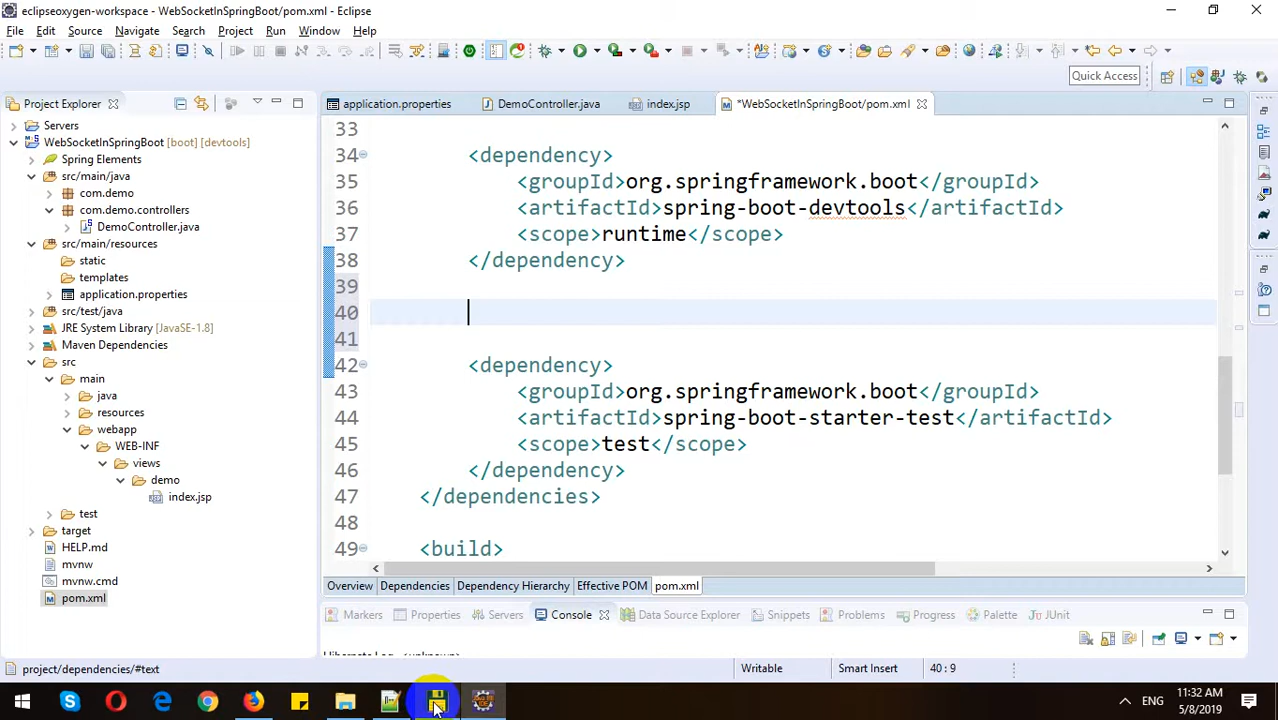 eclipseoxygen-workspace - WebSocketInSpringBoot/pom.xml - Eclipse
File Edit Source Navigate Search Project Run Window Help
Quick Access
Project Explorer
application.properties
DemoController.java
index.jsp
*WebSocketInSpringBoot/pom.xml
Servers
WebSocketInSpringBoot [boot] [devtools]
Spring Elements
src/main/java
com.demo
com.demo.controllers
DemoController.java
src/main/resources
static
templates
application.properties
src/test/java
JRE System Library [JavaSE-1.8]
Maven Dependencies
src
main
java
resources
webapp
WEB-INF
views
demo
index.jsp
test
target
HELP.md
mvnw
mvnw.cmd
pom.xml
33
34 <dependency>
35 <groupId>org.springframework.boot</groupId>
36 <artifactId>spring-boot-devtools</artifactId>
37 <scope>runtime</scope>
38 </dependency>
39
40
41
42 <dependency>
43 <groupId>org.springframework.boot</groupId>
44 <artifactId>spring-boot-starter-test</artifactId>
45 <scope>test</scope>
46 </dependency>
47 </dependencies>
48
49 <build>
Overview Dependencies Dependency Hierarchy Effective POM pom.xml
Markers Properties Servers Console Data Source Explorer Snippets Problems Progress Palette JUnit
project/dependencies/#text
Writable
Smart Insert
40 : 9
ENG
11:32 AM
5/8/2019